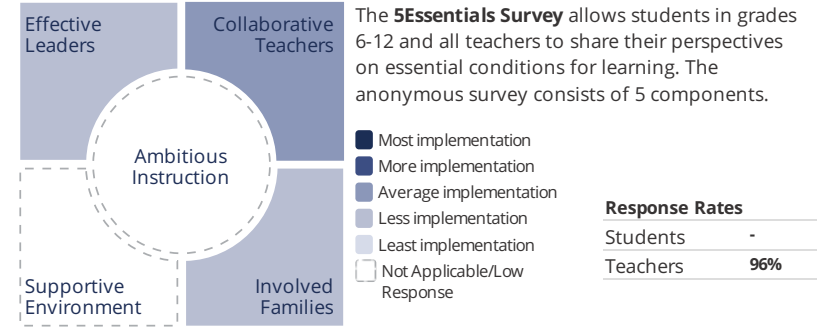 Effective
Leaders
Collaborative
Teachers
Ambitious
Instruction
Supportive
Environment
Involved
Families
The 5Essentials Survey allows students in grades
6-12 and all teachers to share their perspectives
on essential conditions for learning. The
anonymous survey consists of 5 components.
Most implementation
More implementation
Average implementation
Less implementation
Least implementation
Not Applicable/Low
Response
Response Rates
Students -
Teachers 96%